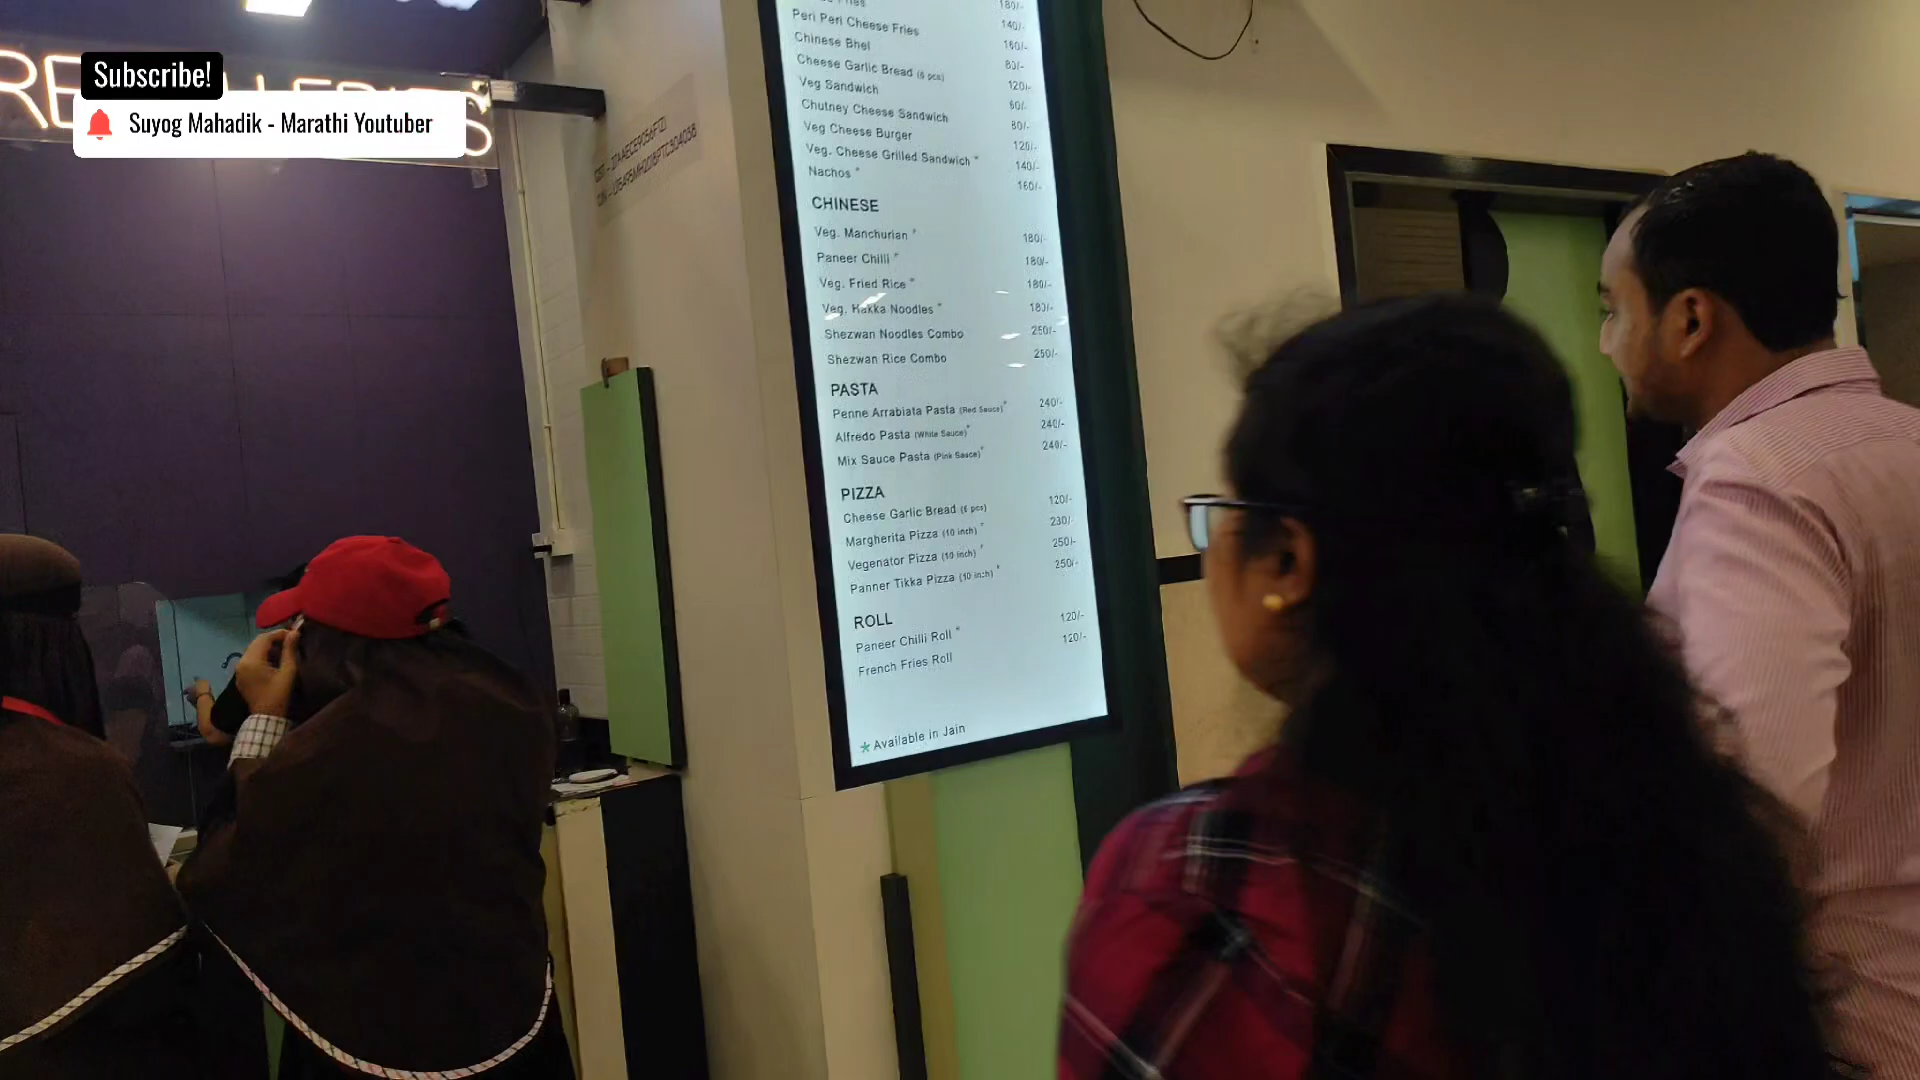 Subscribe!
Suyog Mahadik - Marathi Youtuber
Fries 180/-
Peri Peri Cheese Fries 140/-
Chinese Bhel 160/-
Cheese Garlic Bread (6 pcs) 80/-
Veg Sandwich 120/-
Chutney Cheese Sandwich 60/-
Veg Cheese Burger 80/-
Veg. Cheese Grilled Sandwich * 120/-
Nachos * 140/-
160/-
CHINESE
Veg. Manchurian * 180/-
Paneer Chilli * 180/-
Veg. Fried Rice * 180/-
Veg. Hakka Noodles * 180/-
Shezwan Noodles Combo 250/-
Shezwan Rice Combo 250/-
PASTA
Penne Arrabiata Pasta (Red Sauce)* 240/-
Alfredo Pasta (White Sauce)* 240/-
Mix Sauce Pasta (Pink Sauce)* 240/-
PIZZA
Cheese Garlic Bread (6 pcs) 120/-
Margherita Pizza (10 inch) * 230/-
Vegenator Pizza (10 inch) * 250/-
Panner Tikka Pizza (10 inch) * 250/-
ROLL
Paneer Chilli Roll * 120/-
French Fries Roll 120/-
* Available in Jain